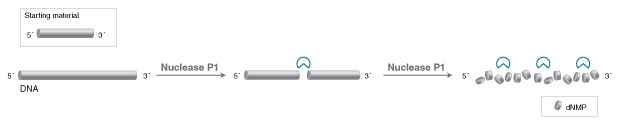 Starting material
5´ 3´
5´ 3´ Nuclease P1 5´ 3´ Nuclease P1 5´ 3´
DNA
dNMP